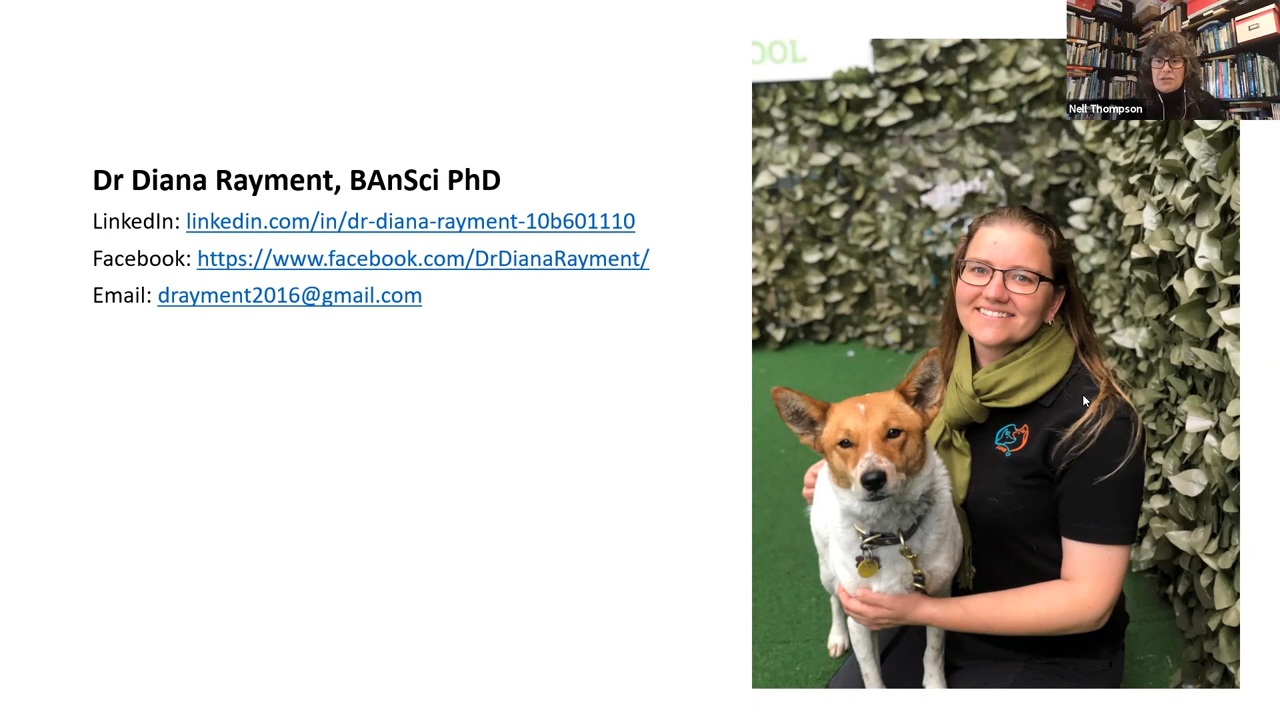 OOL
Nell Thompson
Dr Diana Rayment, BAnSci PhD
LinkedIn: linkedin.com/in/dr-diana-rayment-10b601110
Facebook: https://www.facebook.com/DrDianaRayment/
Email: drayment2016@gmail.com